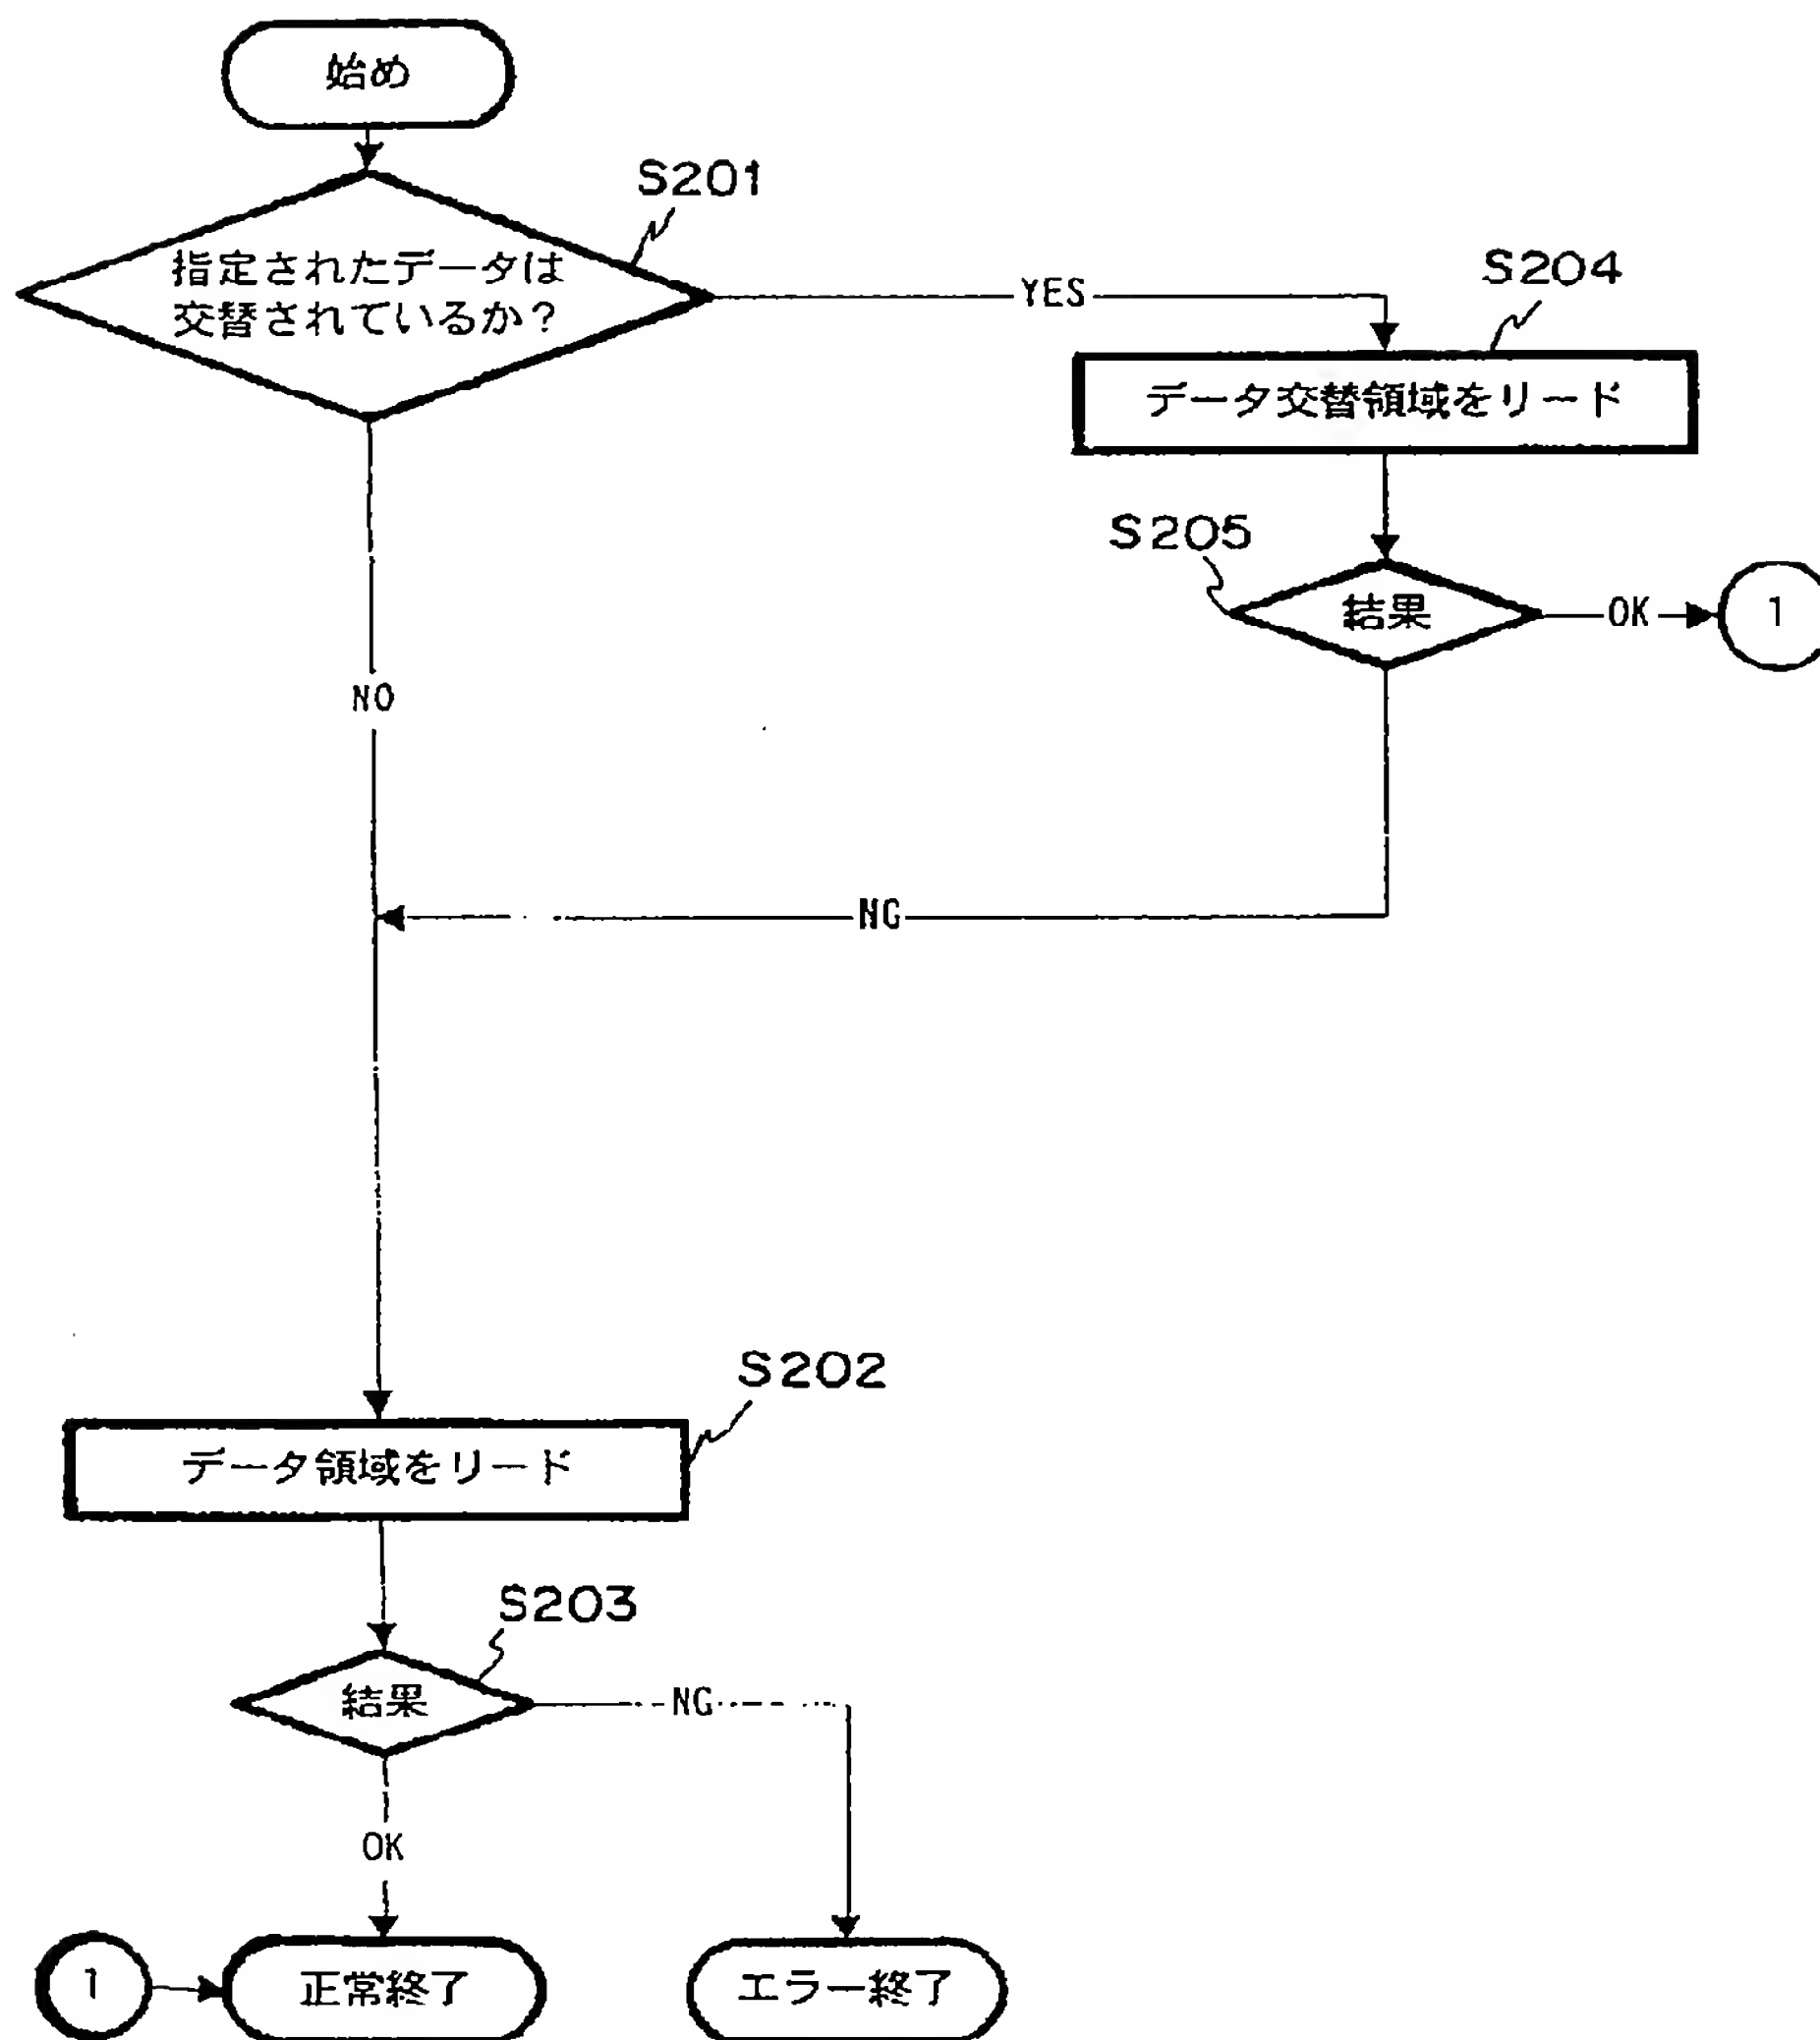 始め
S201
指定されたデータは
交替されているか？
YES
S204
データ交替領域をリード
S205
結果
OK
1
NO
NG
S202
データ領域をリード
S203
結果
NG
OK
1
正常終了
エラー終了